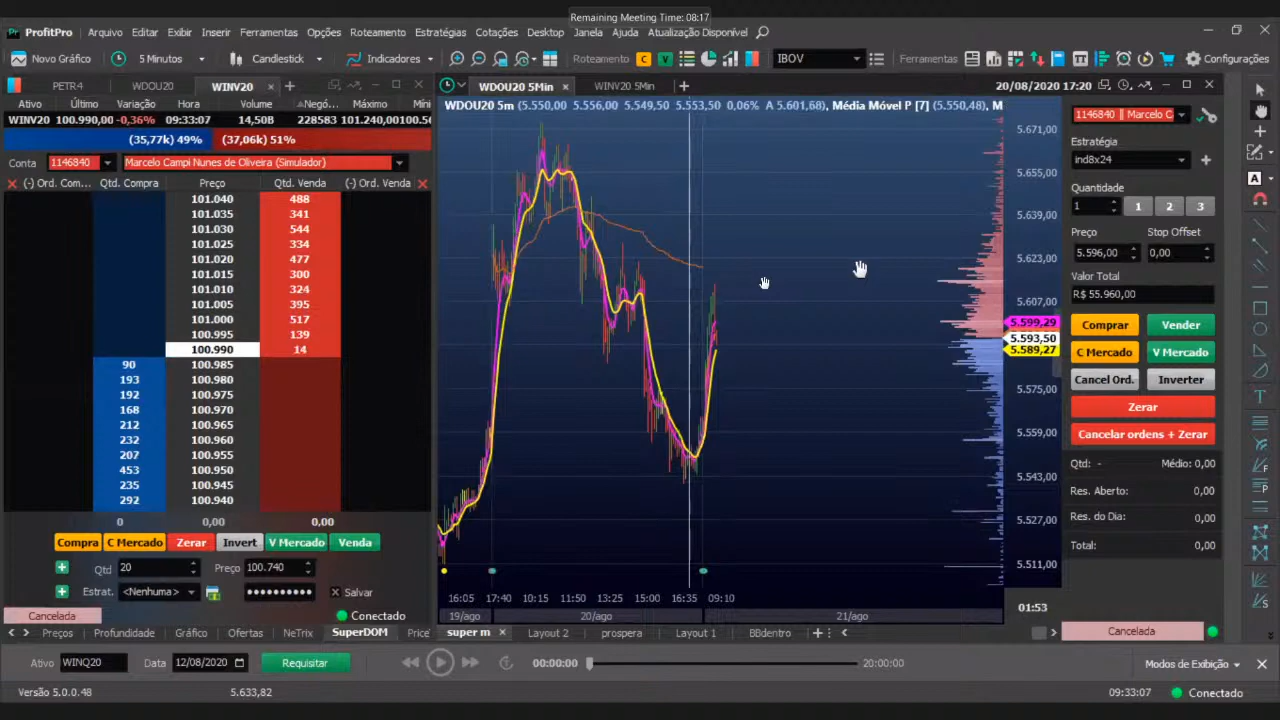 Remaining Meeting Time: 08:17
ProfitPro Arquivo Editar Exibir Inserir Ferramentas Opções Roteamento Estratégias Cotações Desktop Janela Ajuda Atualização Disponível
Novo Gráfico 5 Minutos Candlestick Indicadores Roteamento C V IBOV Ferramentas Configurações
PETR4 WDOU20 WINV20
WDOU20 5Min WINV20 5Min
20/08/2020 17:20
Ativo Último Variação Hora Volume Negó... Máximo Míni
WINV20 100.990,00 -0,36% 09:33:07 14,50B 228583 101.240,00 100.5
(35,77k) 49% (37,06k) 51%
Conta 1146840 Marcelo Campi Nunes de Oliveira (Simulador)
(-) Ord. Com... Qtd. Compra Preço Qtd. Venda (-) Ord. Venda
101.040 488
101.035 341
101.030 544
101.025 334
101.020 477
101.015 300
101.010 324
101.005 395
101.000 517
100.995 139
100.990 14
90 100.985
193 100.980
192 100.975
168 100.970
212 100.965
232 100.960
207 100.955
453 100.950
235 100.945
292 100.940
0 0,00 0,00
Compra C Mercado Zerar Invert V Mercado Venda
Qtd 20 Preço 100.740
Estrat. <Nenhuma> Salvar
Cancelada Conectado
Preços Profundidade Gráfico Ofertas NeTrix SuperDOM Price
WDOU20 5m (5.550,00 5.556,00 5.549,50 5.553,50 0,06% A 5.601,68) Média Móvel P [7] (5.550,48) M
5.671,00
5.655,00
5.639,00
5.623,00
5.607,00
5.599,29
5.593,50
5.589,27
5.575,00
5.559,00
5.543,00
5.527,00
5.511,00
16:05 17:40 10:15 11:50 13:25 15:00 16:35 09:10
19/ago 20/ago 21/ago
01:53
super m Layout 2 prospera Layout 1 BBdentro
1146840 || Marcelo C
Estratégia
ind8x24
Quantidade
1 1 2 3
Preço Stop Offset
5.596,00 0,00
Valor Total
R$ 55.960,00
Comprar Vender
C Mercado V Mercado
Cancel Ord. Inverter
Zerar
Cancelar ordens + Zerar
Qtd: - Médio: 0,00
Res. Aberto: 0,00
Res. do Dia: 0,00
Total: 0,00
Cancelada
A
T
F
P
S
Ativo WINQ20 Data 12/08/2020 Requisitar 00:00:00 20:00:00 Modos de Exibição
Versão 5.0.0.48 5.633,82 09:33:07 Conectado